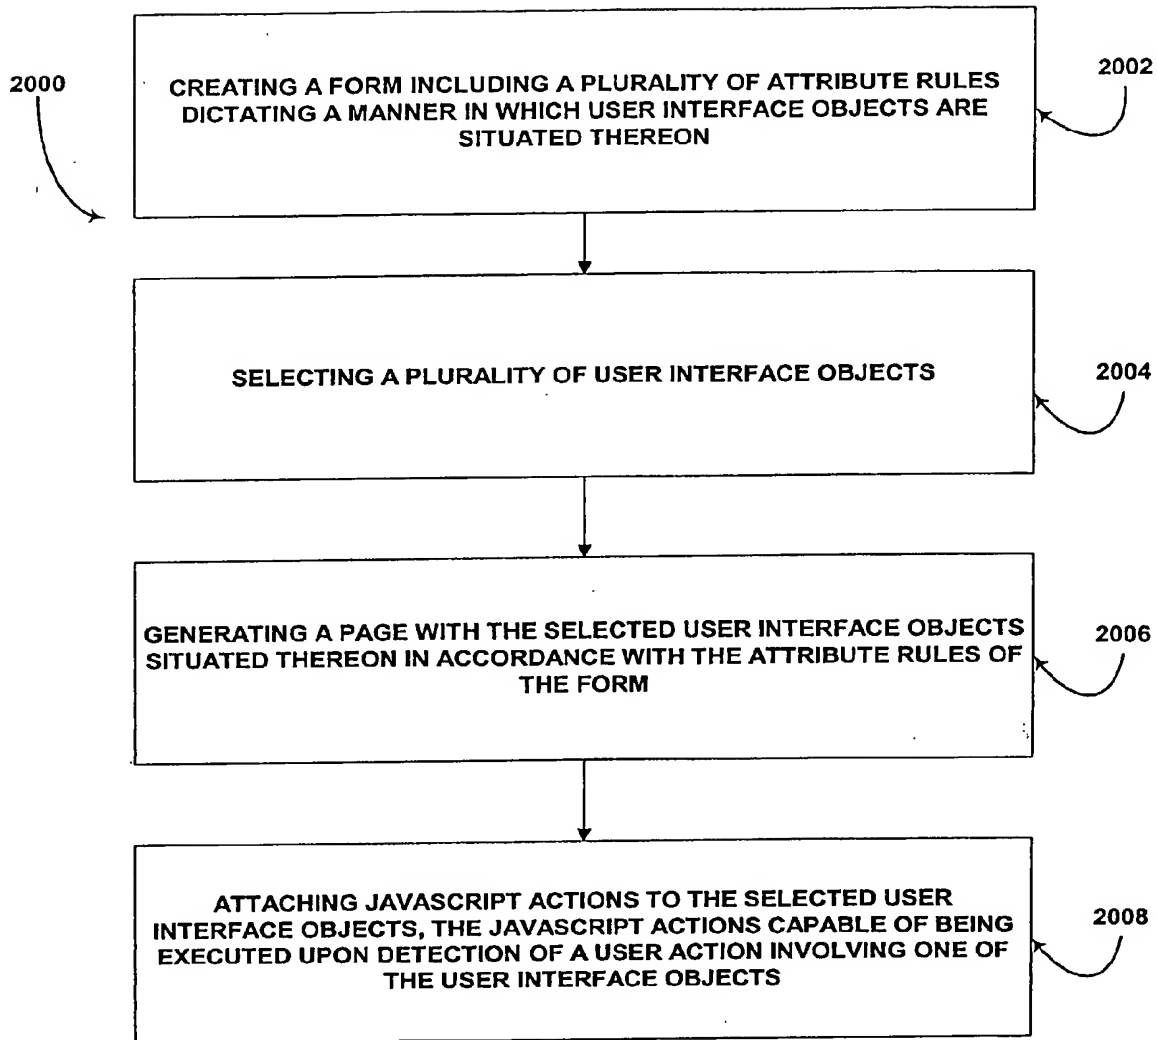 2000
CREATING A FORM INCLUDING A PLURALITY OF ATTRIBUTE RULES
DICTATING A MANNER IN WHICH USER INTERFACE OBJECTS ARE
SITUATED THEREON
2002
SELECTING A PLURALITY OF USER INTERFACE OBJECTS
2004
GENERATING A PAGE WITH THE SELECTED USER INTERFACE OBJECTS
SITUATED THEREON IN ACCORDANCE WITH THE ATTRIBUTE RULES OF
THE FORM
2006
ATTACHING JAVASCRIPT ACTIONS TO THE SELECTED USER
INTERFACE OBJECTS, THE JAVASCRIPT ACTIONS CAPABLE OF BEING
EXECUTED UPON DETECTION OF A USER ACTION INVOLVING ONE OF
THE USER INTERFACE OBJECTS
2008